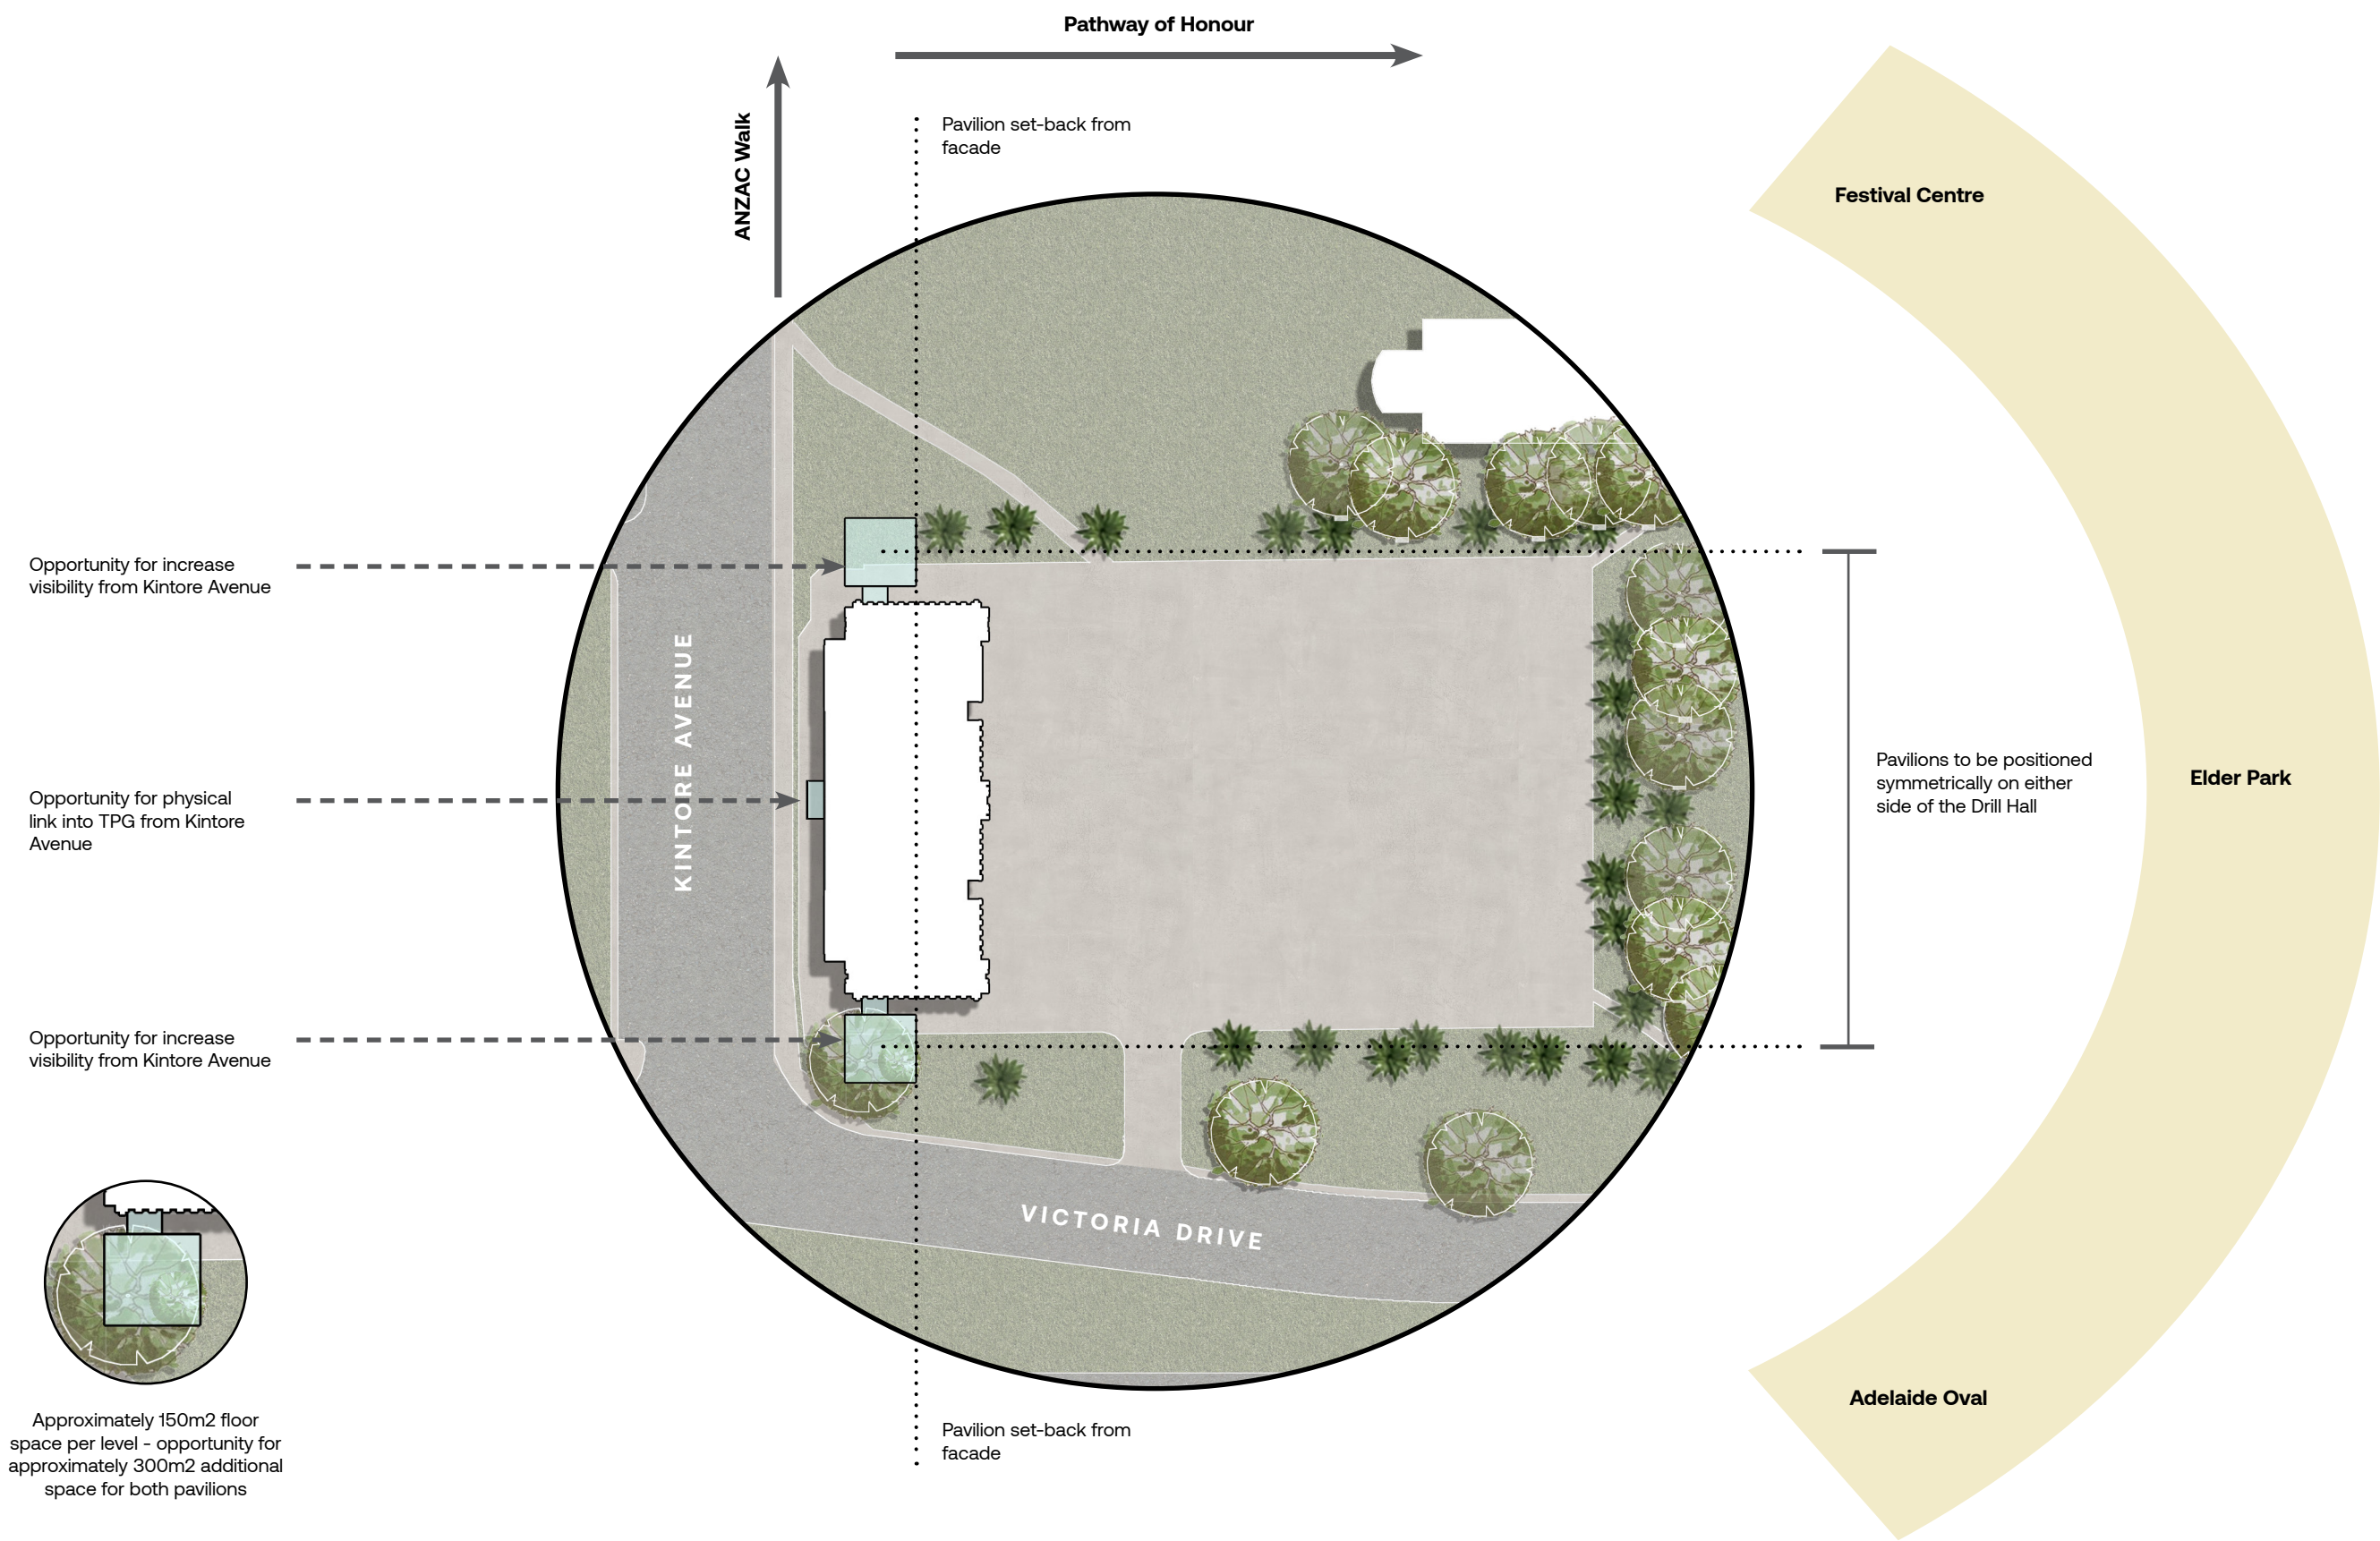 Pathway of Honour
ANZAC Walk
Pavilion set-back from
facade
Festival Centre
Opportunity for increase
visibility from Kintore Avenue
KINTORE AVENUE
Opportunity for physical
link into TPG from Kintore
Avenue
Pavilions to be positioned
symmetrically on either
side of the Drill Hall
Elder Park
Opportunity for increase
visibility from Kintore Avenue
VICTORIA DRIVE
Adelaide Oval
Approximately 150m2 floor
space per level - opportunity for
approximately 300m2 additional
space for both pavilions
Pavilion set-back from
facade